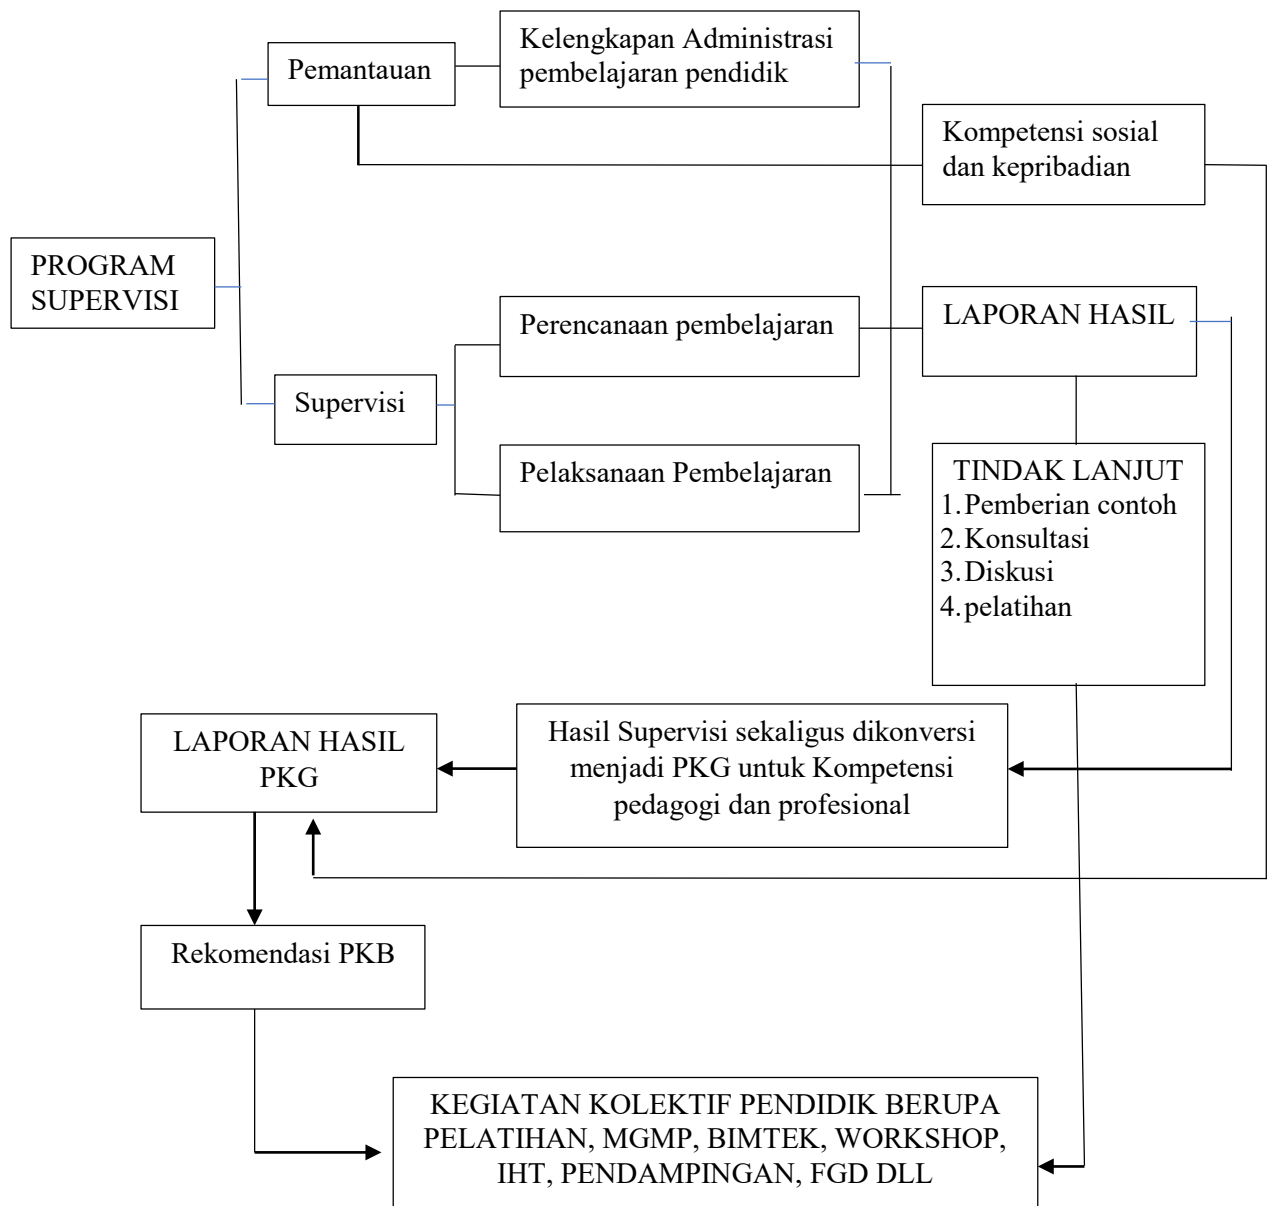 Kelengkapan Administrasi
pembelajaran pendidik
Pemantauan
Kompetensi sosial
dan kepribadian
PROGRAM
SUPERVISI
Perencanaan pembelajaran
LAPORAN HASIL
Supervisi
Pelaksanaan Pembelajaran
TINDAK LANJUT
1.Pemberian contoh
2.Konsultasi
3.Diskusi
4.pelatihan
LAPORAN HASIL
PKG
Hasil Supervisi sekaligus dikonversi
menjadi PKG untuk Kompetensi
pedagogi dan profesional
Rekomendasi PKB
KEGIATAN KOLEKTIF PENDIDIK BERUPA
PELATIHAN, MGMP, BIMTEK, WORKSHOP,
IHT, PENDAMPINGAN, FGD DLL